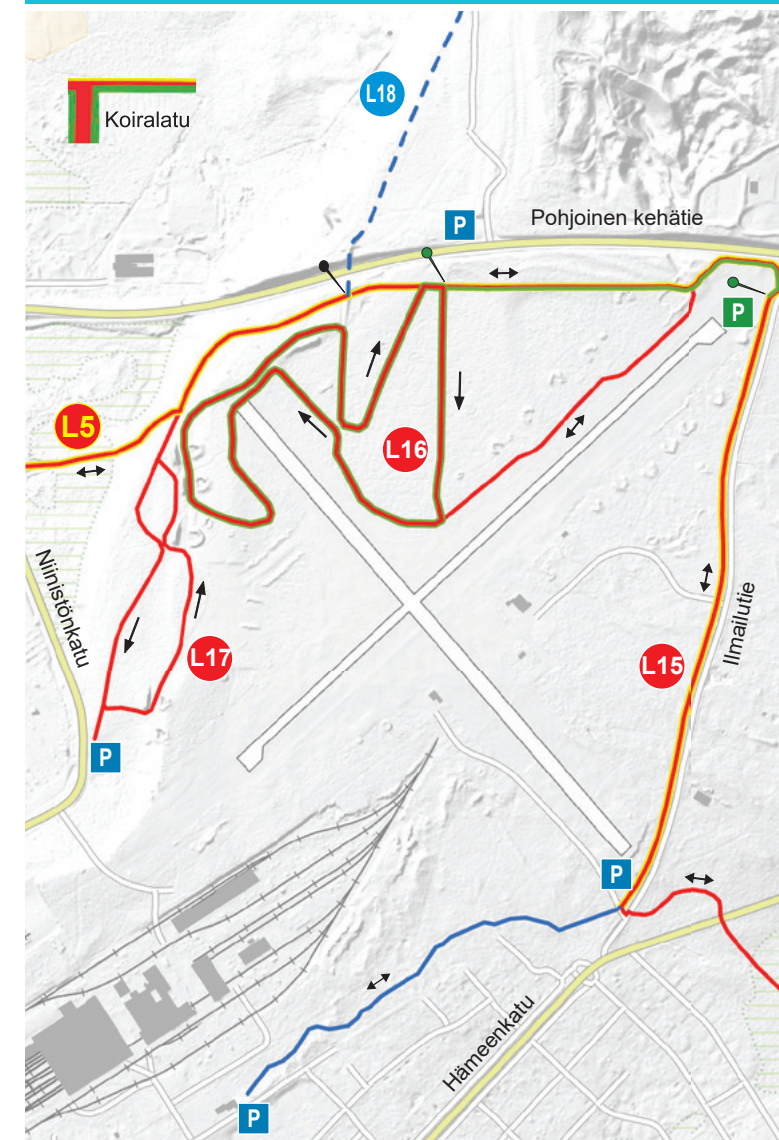 L18
Koiralatu
P
Pohjoinen kehätie
P
L5
L16
Niinistönkatu
Ilmailutie
L17
L15
P
P
Hämeenkatu
P